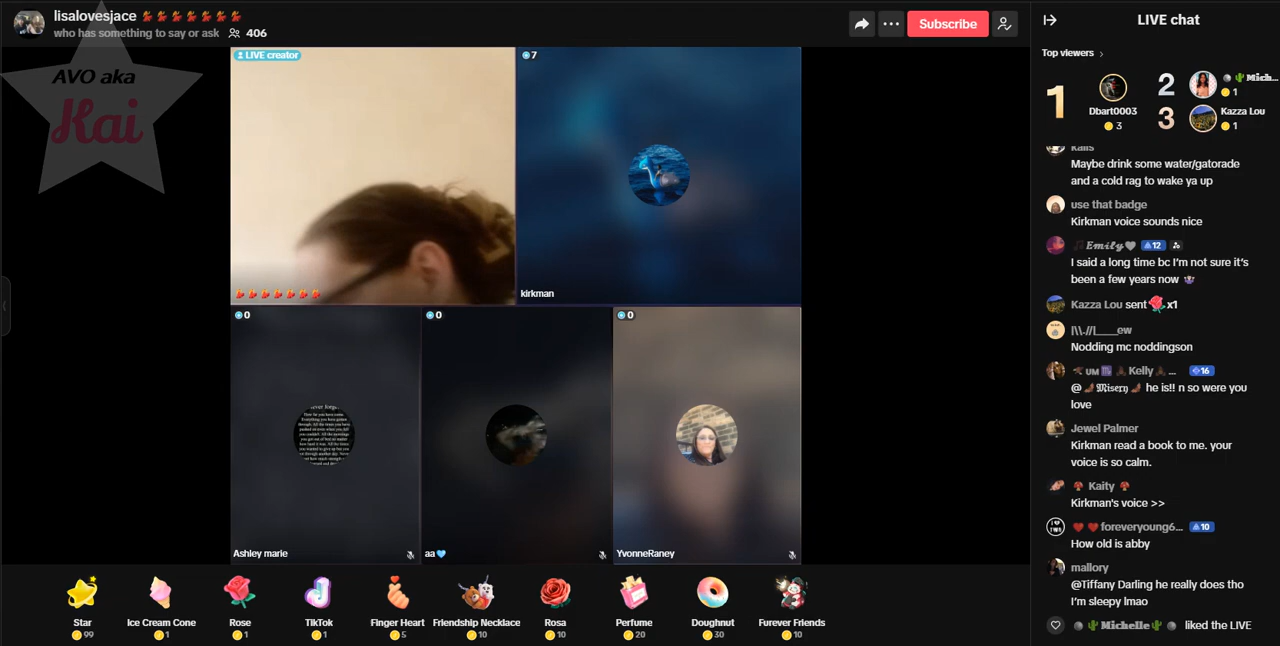 lisalovesjace
who has something to say or ask 406
Subscribe
LIVE chat
AVO aka
Kai
Top viewers
1
Dbart0003
3
2
Mich...
1
3
Kazza Lou
1
LIVE creator
7
kirkman
0
Ashley marie
0
aa
0
YvonneRaney
Kails
Maybe drink some water/gatorade
and a cold rag to wake ya up
use that badge
Kirkman voice sounds nice
Emily 12
I said a long time bc I'm not sure it's
been a few years now
Kazza Lou sent x1
|\\.//|____ew
Nodding mc noddingson
UM Kelly ... 16
@ Misery he is!! n so were you
love
Jewel Palmer
Kirkman read a book to me. your
voice is so calm.
Kaity
Kirkman's voice >>
foreveryoung6... 10
How old is abby
mallory
@Tiffany Darling he really does tho
I'm sleepy lmao
Michelle liked the LIVE
Star
99
Ice Cream Cone
1
Rose
1
TikTok
1
Finger Heart
5
Friendship Necklace
10
Rosa
10
Perfume
20
Doughnut
30
Furever Friends
10